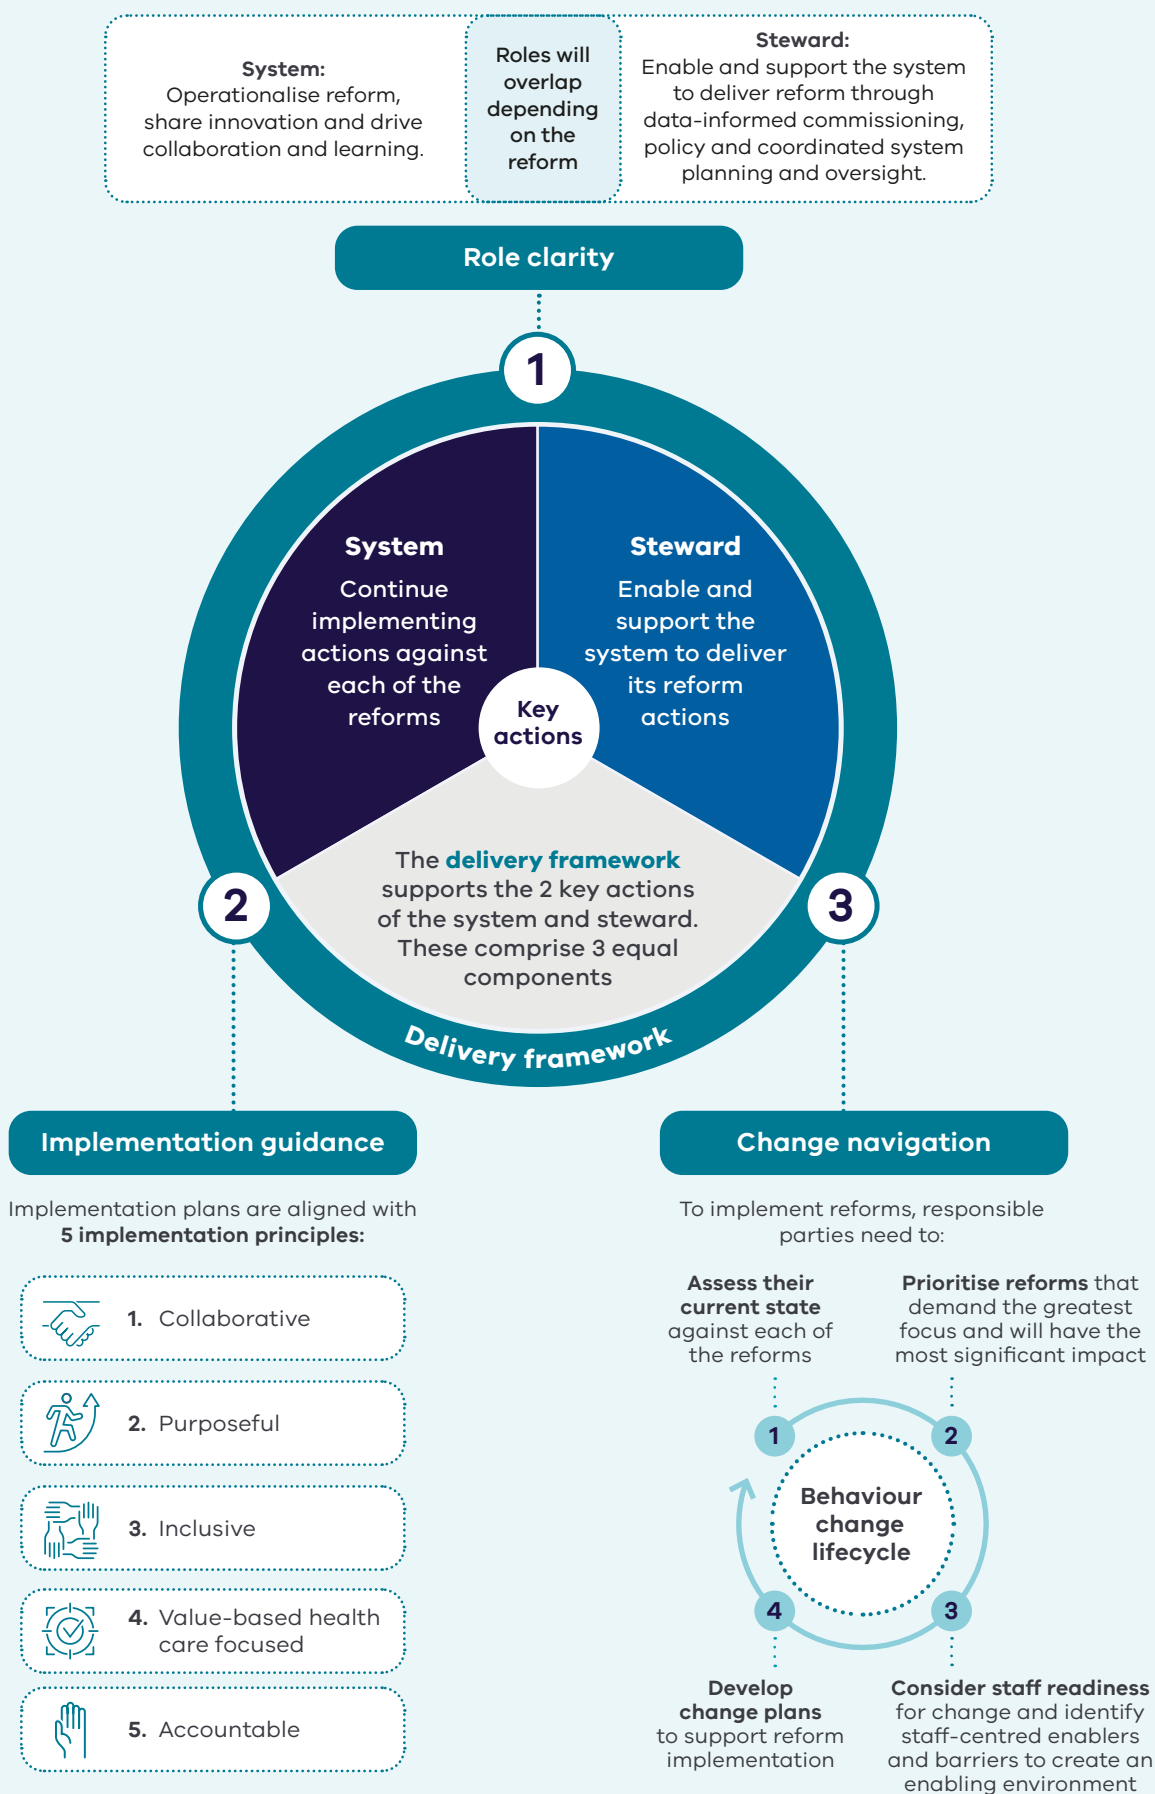 System:
Operationalise reform,
share innovation and drive
collaboration and learning.
Roles will
overlap
depending
on the
reform
Steward:
Enable and support the system
to deliver reform through
data-informed commissioning,
policy and coordinated system
planning and oversight.
Role clarity
1
System
Continue
implementing
actions against
each of the
reforms
Steward
Enable and
support the
system to deliver
its reform
actions
Key
actions
The delivery framework
supports the 2 key actions
of the system and steward.
These comprise 3 equal
components
2
3
Delivery framework
Implementation guidance
Implementation plans are aligned with
5 implementation principles:
1. Collaborative
2. Purposeful
3. Inclusive
4. Value-based health
care focused
5. Accountable
Change navigation
To implement reforms, responsible
parties need to:
Assess their
current state
against each of
the reforms
Prioritise reforms that
demand the greatest
focus and will have the
most significant impact
1
2
Behaviour
change
lifecycle
4
3
Develop
change plans
to support reform
implementation
Consider staff readiness
for change and identify
staff-centred enablers
and barriers to create an
enabling environment